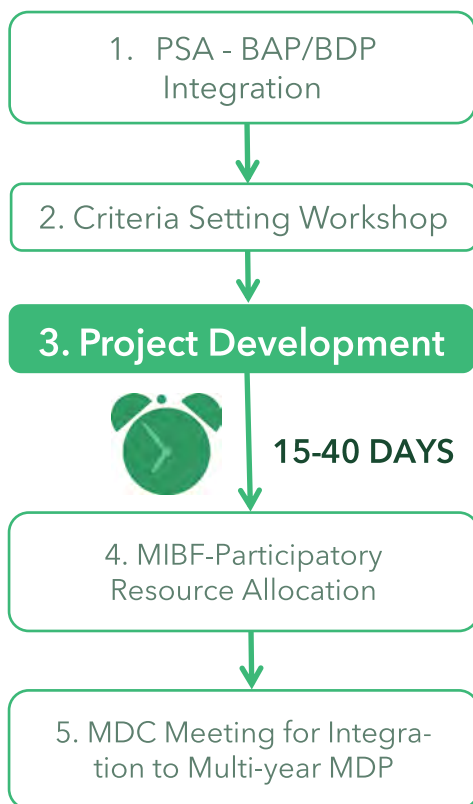 1. PSA - BAP/BDP
Integration
2. Criteria Setting Workshop
3. Project Development
15-40 DAYS
4. MIBF-Participatory
Resource Allocation
5. MDC Meeting for Integra-
tion to Multi-year MDP